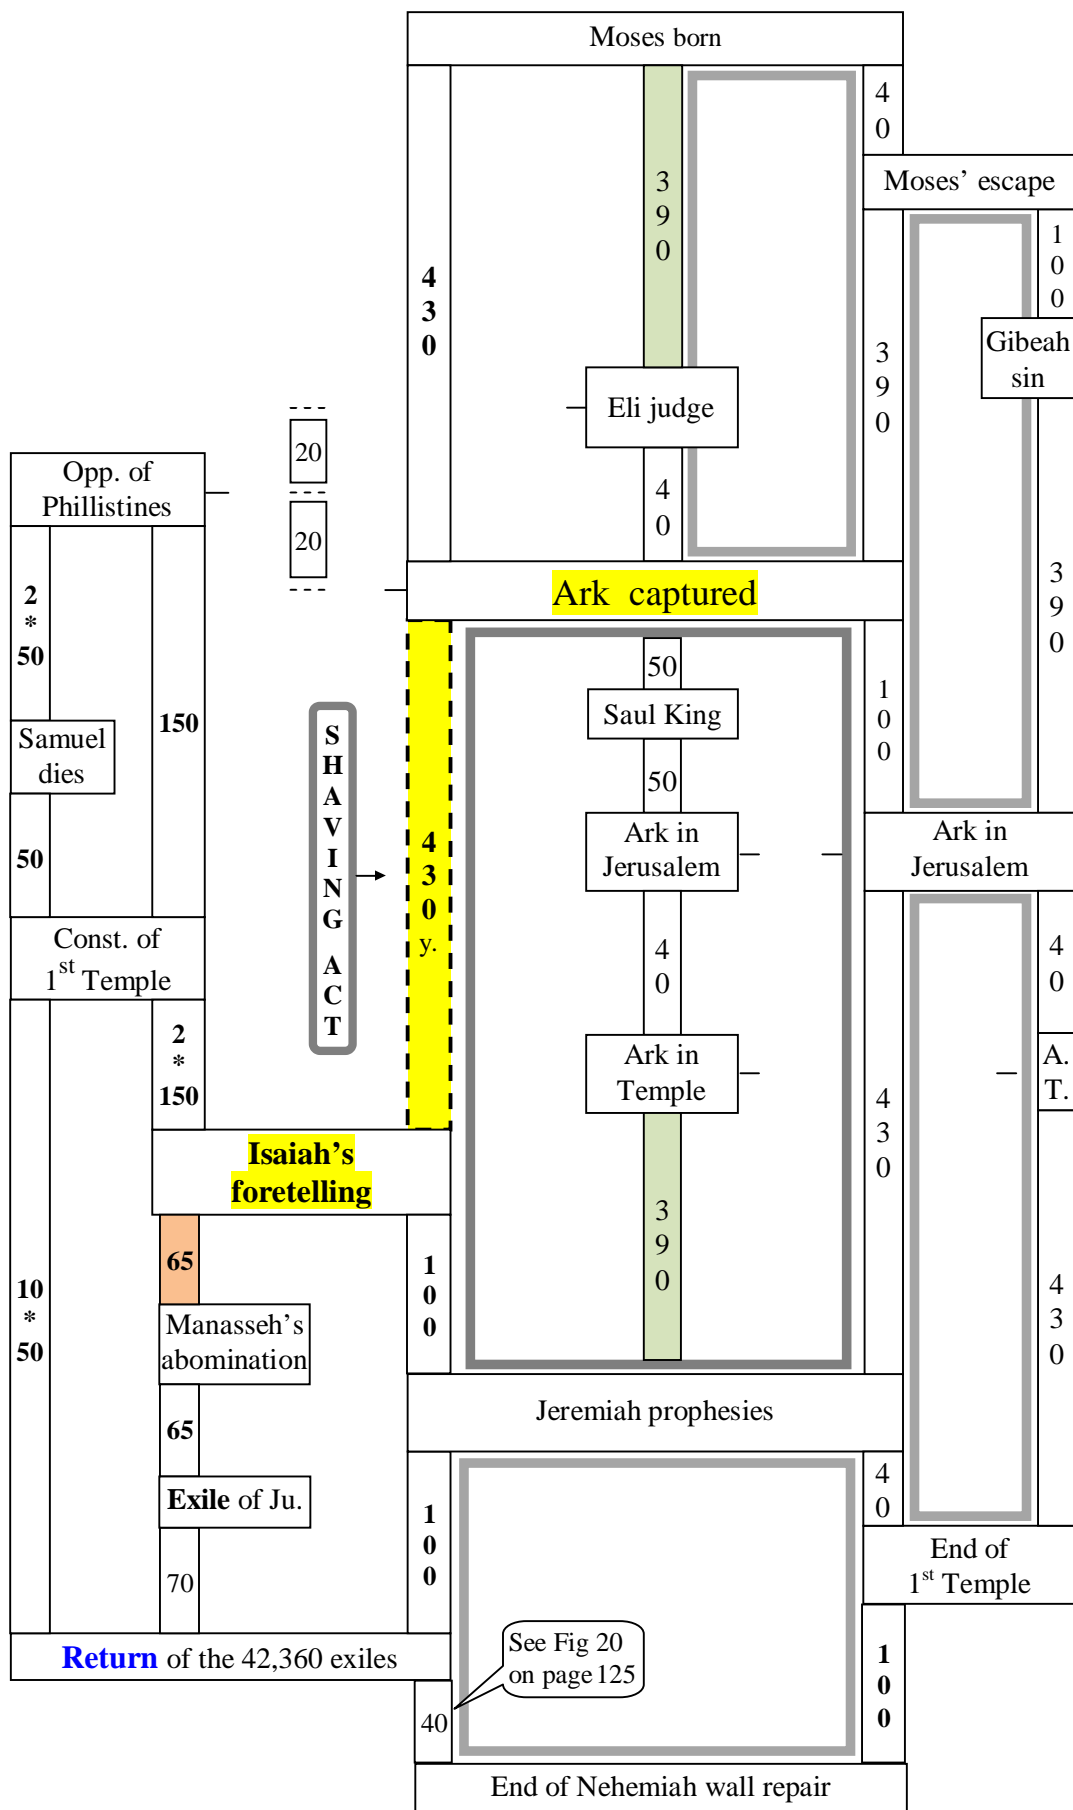 Moses born
40
Moses’ escape
390
100
430
390
Gibeah
sin
Eli judge
20
Opp. of
Phillistines
40
20
390
Ark captured
2
*
50
150
50
Saul King
100
Samuel
dies
SHAVING ACT
50
430
y.
Ark in
Jerusalem
Ark in
Jerusalem
50
Const. of
1st Temple
40
40
2
*
150
Ark in
Temple
A.
T.
430
Isaiah’s
foretelling
390
65
100
10
*
50
430
Manasseh’s
abomination
Jeremiah prophesies
65
40
Exile of Ju.
100
End of
1st Temple
70
Return of the 42,360 exiles
See Fig 20
on page 125
100
40
End of Nehemiah wall repair